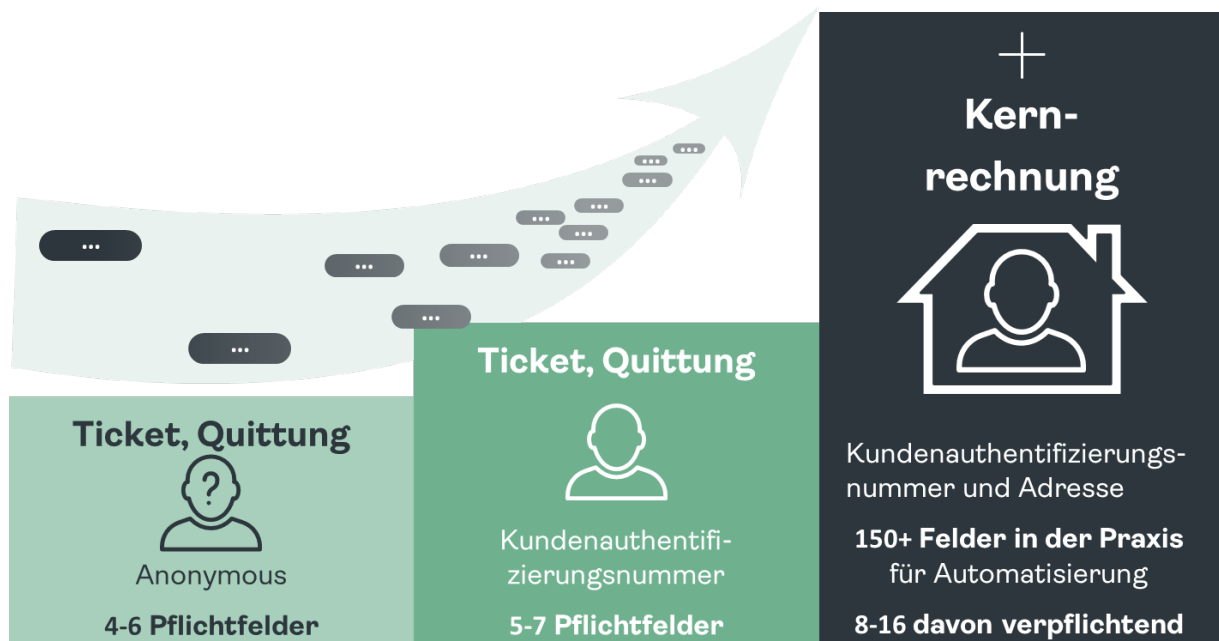 Ticket, Quittung
?
Anonymous
4-6 Pflichtfelder
Ticket, Quittung
Kundenauthentifi-
zierungsnummer
5-7 Pflichtfelder
+
Kern-
rechnung
Kundenauthentifizierungs-
nummer und Adresse
150+ Felder in der Praxis
für Automatisierung
8-16 davon verpflichtend